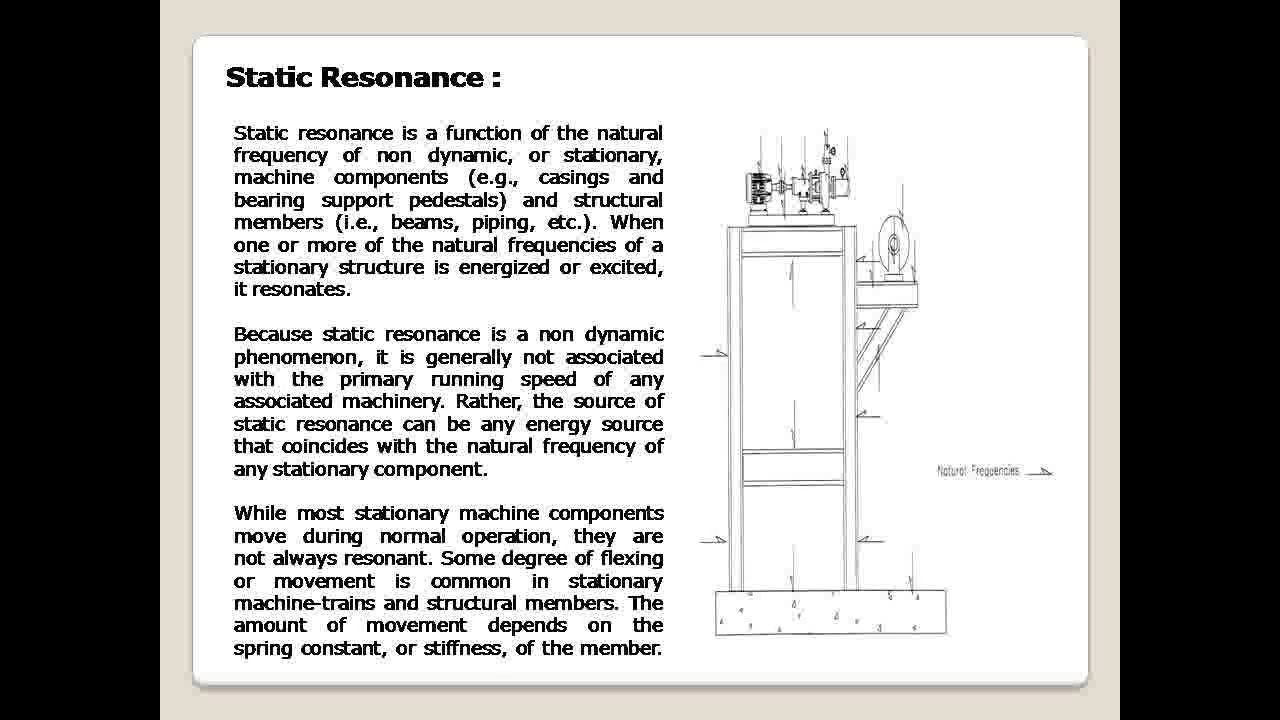 Static Resonance :
Static resonance is a function of the natural
frequency of non dynamic, or stationary,
machine components (e.g., casings and
bearing support pedestals) and structural
members (i.e., beams, piping, etc.). When
one or more of the natural frequencies of a
stationary structure is energized or excited,
it resonates.
Because static resonance is a non dynamic
phenomenon, it is generally not associated
with the primary running speed of any
associated machinery. Rather, the source of
static resonance can be any energy source
that coincides with the natural frequency of
any stationary component.
While most stationary machine components
move during normal operation, they are
not always resonant. Some degree of flexing
or movement is common in stationary
machine-trains and structural members. The
amount of movement depends on the
spring constant, or stiffness, of the member.
Natural Frequencies